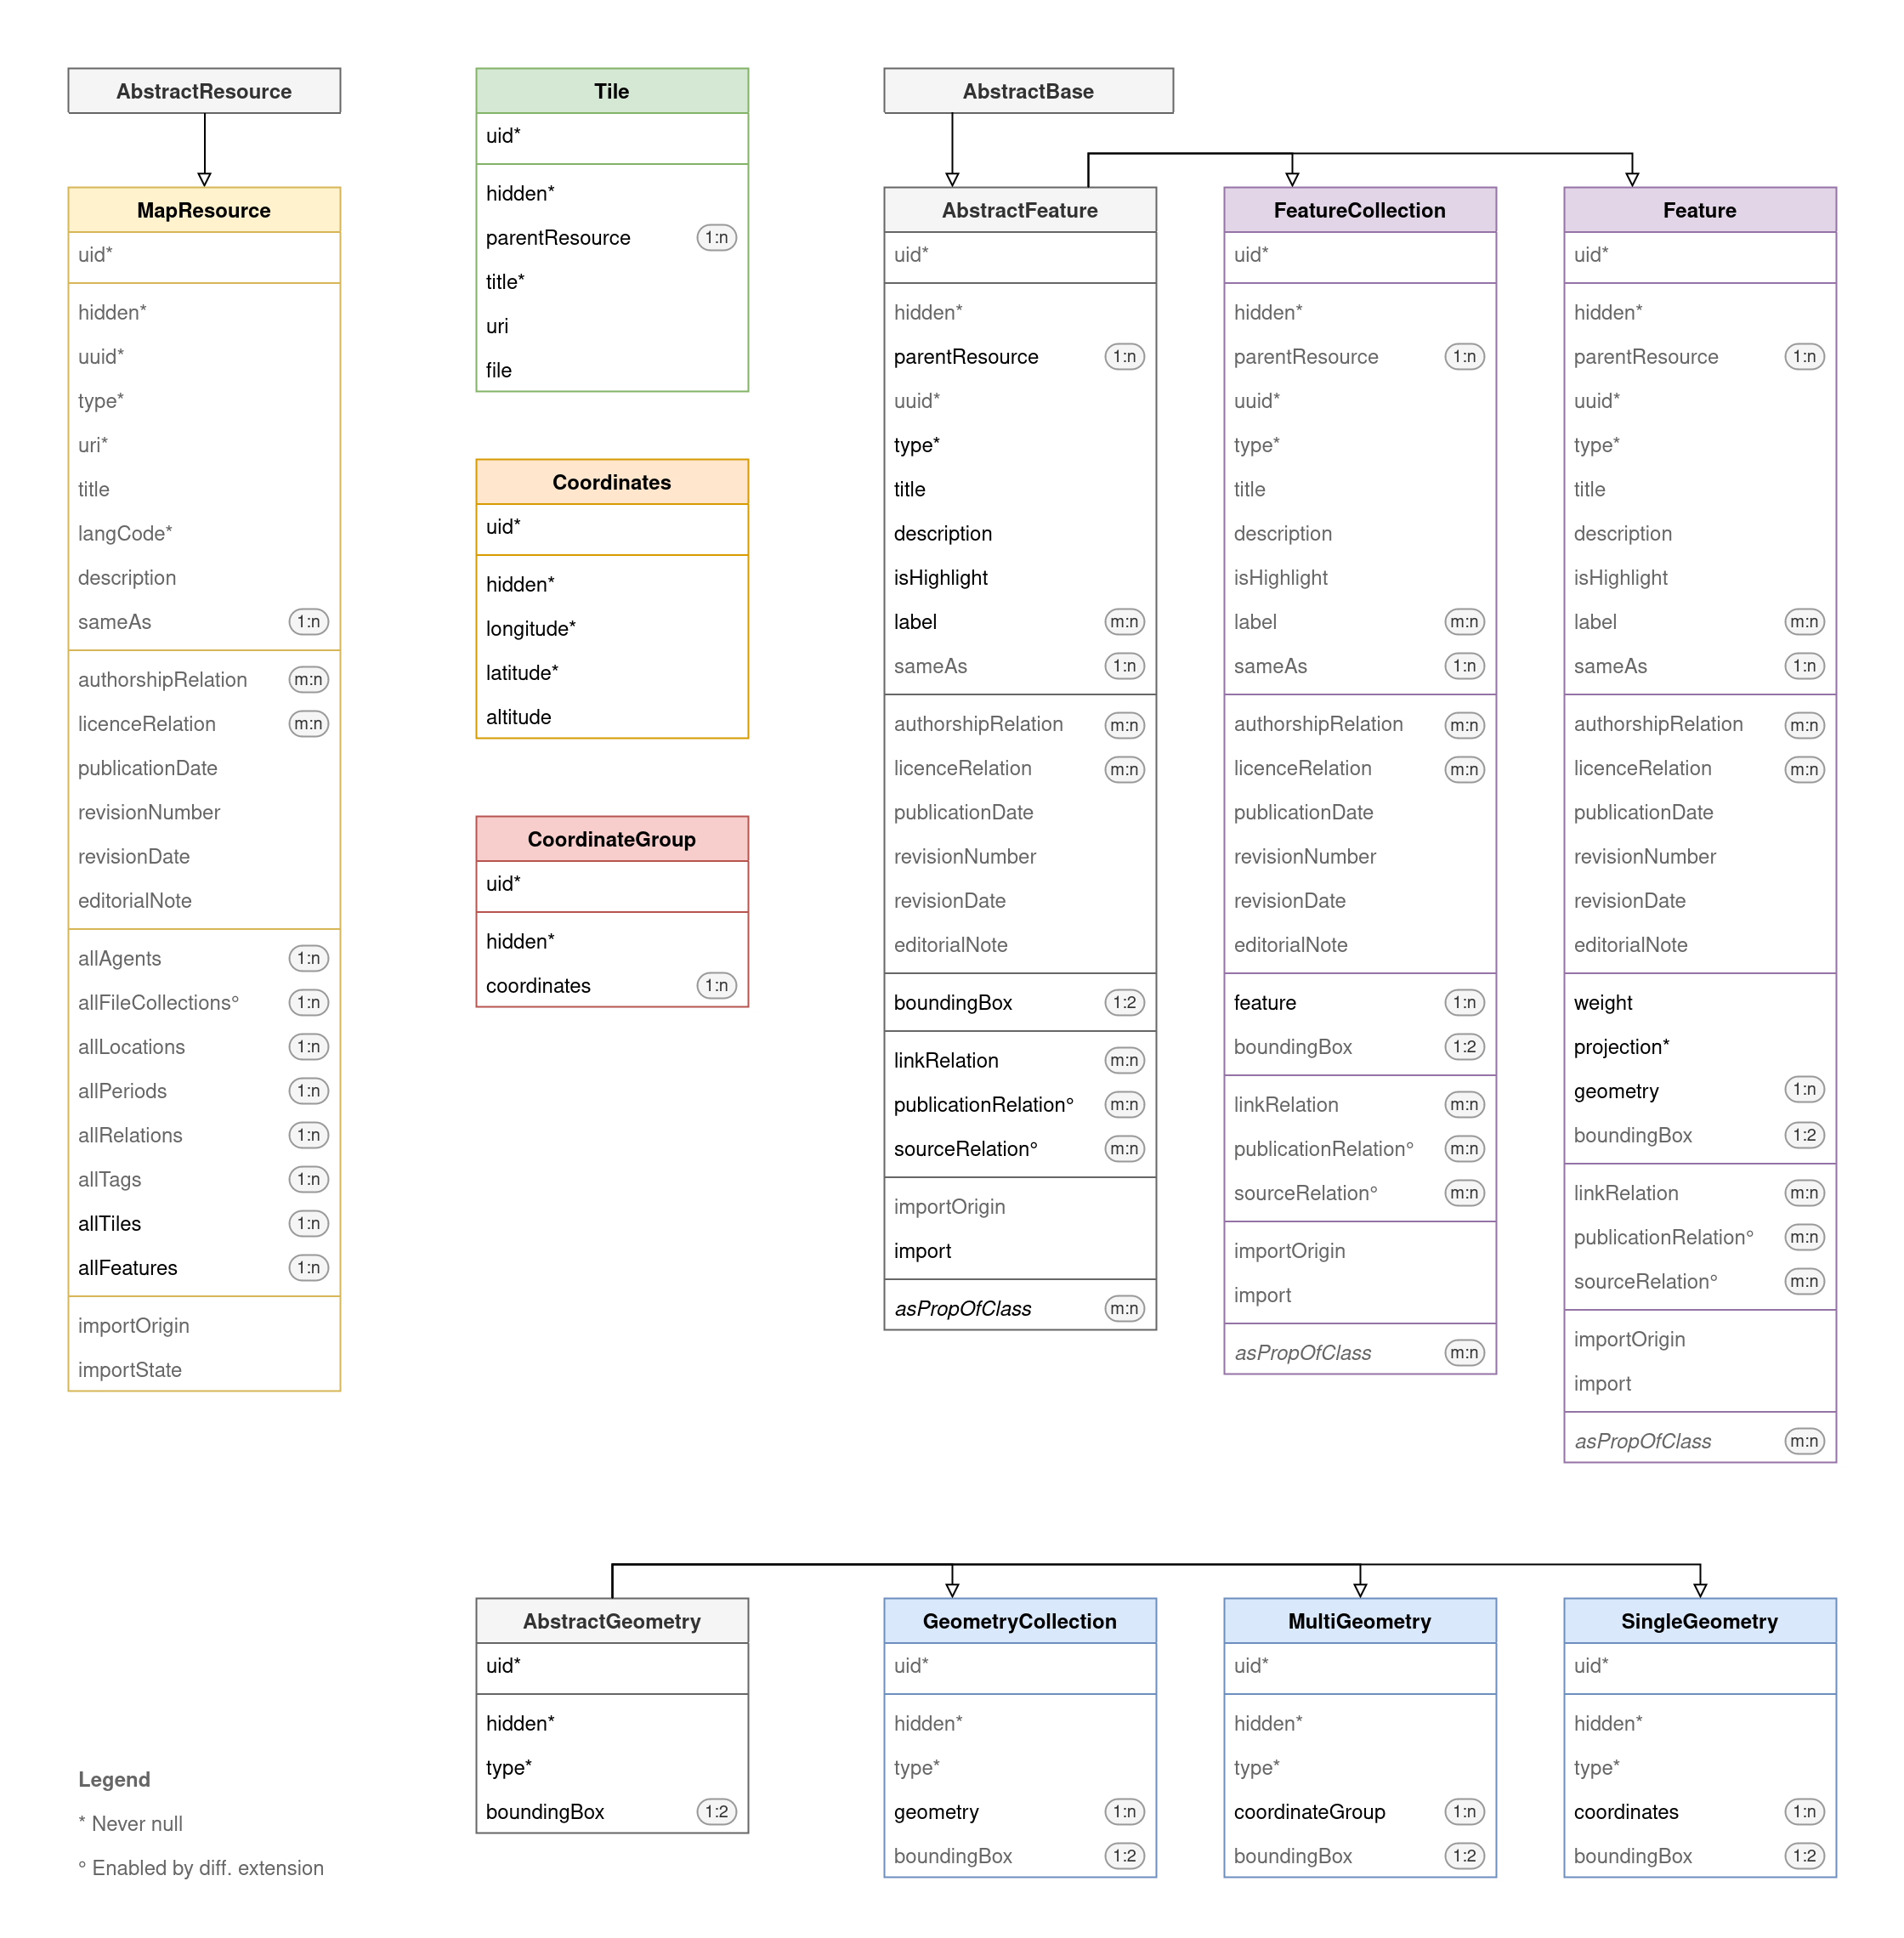 AbstractResource
MapResource
uid*
hidden*
uuid*
type*
uri*
title
langCode*
description
sameAs 1:n
authorshipRelation m:n
licenceRelation m:n
publicationDate
revisionNumber
revisionDate
editorialNote
allAgents 1:n
allFileCollections° 1:n
allLocations 1:n
allPeriods 1:n
allRelations 1:n
allTags 1:n
allTiles 1:n
allFeatures 1:n
importOrigin
importState
Tile
uid*
hidden*
parentResource 1:n
title*
uri
file
Coordinates
uid*
hidden*
longitude*
latitude*
altitude
CoordinateGroup
uid*
hidden*
coordinates 1:n
AbstractBase
AbstractFeature
uid*
hidden*
parentResource 1:n
uuid*
type*
title
description
isHighlight
label m:n
sameAs 1:n
authorshipRelation m:n
licenceRelation m:n
publicationDate
revisionNumber
revisionDate
editorialNote
boundingBox 1:2
linkRelation m:n
publicationRelation° m:n
sourceRelation° m:n
importOrigin
import
asPropOfClass m:n
FeatureCollection
uid*
hidden*
parentResource 1:n
uuid*
type*
title
description
isHighlight
label m:n
sameAs 1:n
authorshipRelation m:n
licenceRelation m:n
publicationDate
revisionNumber
revisionDate
editorialNote
feature 1:n
boundingBox 1:2
linkRelation m:n
publicationRelation° m:n
sourceRelation° m:n
importOrigin
import
asPropOfClass m:n
Feature
uid*
hidden*
parentResource 1:n
uuid*
type*
title
description
isHighlight
label m:n
sameAs 1:n
authorshipRelation m:n
licenceRelation m:n
publicationDate
revisionNumber
revisionDate
editorialNote
weight
projection*
geometry 1:n
boundingBox 1:2
linkRelation m:n
publicationRelation° m:n
sourceRelation° m:n
importOrigin
import
asPropOfClass m:n
AbstractGeometry
uid*
hidden*
type*
boundingBox 1:2
GeometryCollection
uid*
hidden*
type*
geometry 1:n
boundingBox 1:2
MultiGeometry
uid*
hidden*
type*
coordinateGroup 1:n
boundingBox 1:2
SingleGeometry
uid*
hidden*
type*
coordinates 1:n
boundingBox 1:2
Legend
* Never null
° Enabled by diff. extension